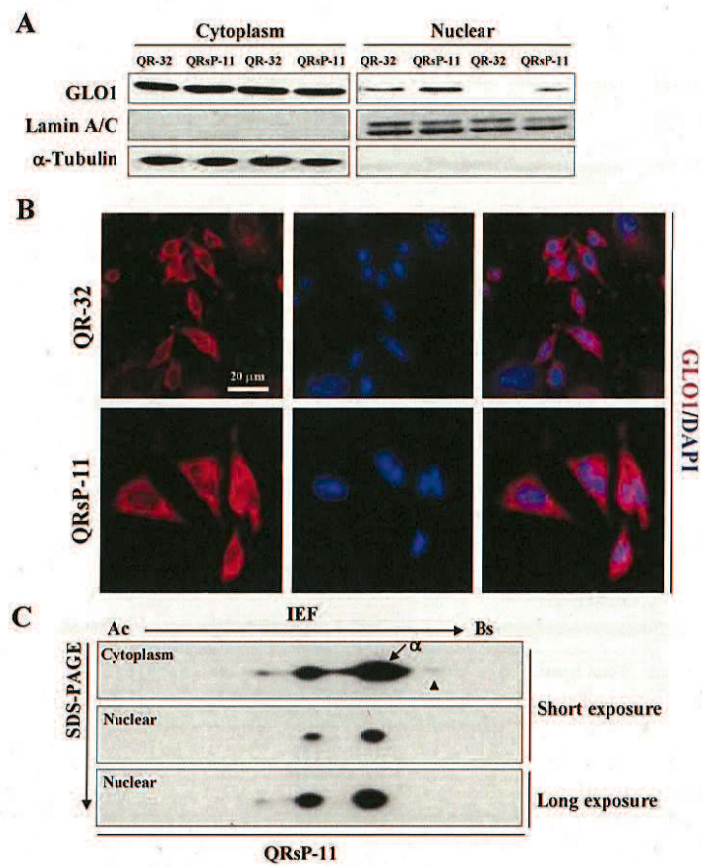 A
Cytoplasm Nuclear
QR-32 QRsP-11 QR-32 QRsP-11 QR-32 QRsP-11 QR-32 QRsP-11
GLO1
Lamin A/C
α-Tubulin
B
QR-32
20 µm
QRsP-11
GLO1/DAPI
C
IEF
Ac Bs
SDS-PAGE
Cytoplasm
α
Nuclear
Short exposure
Nuclear
Long exposure
QRsP-11